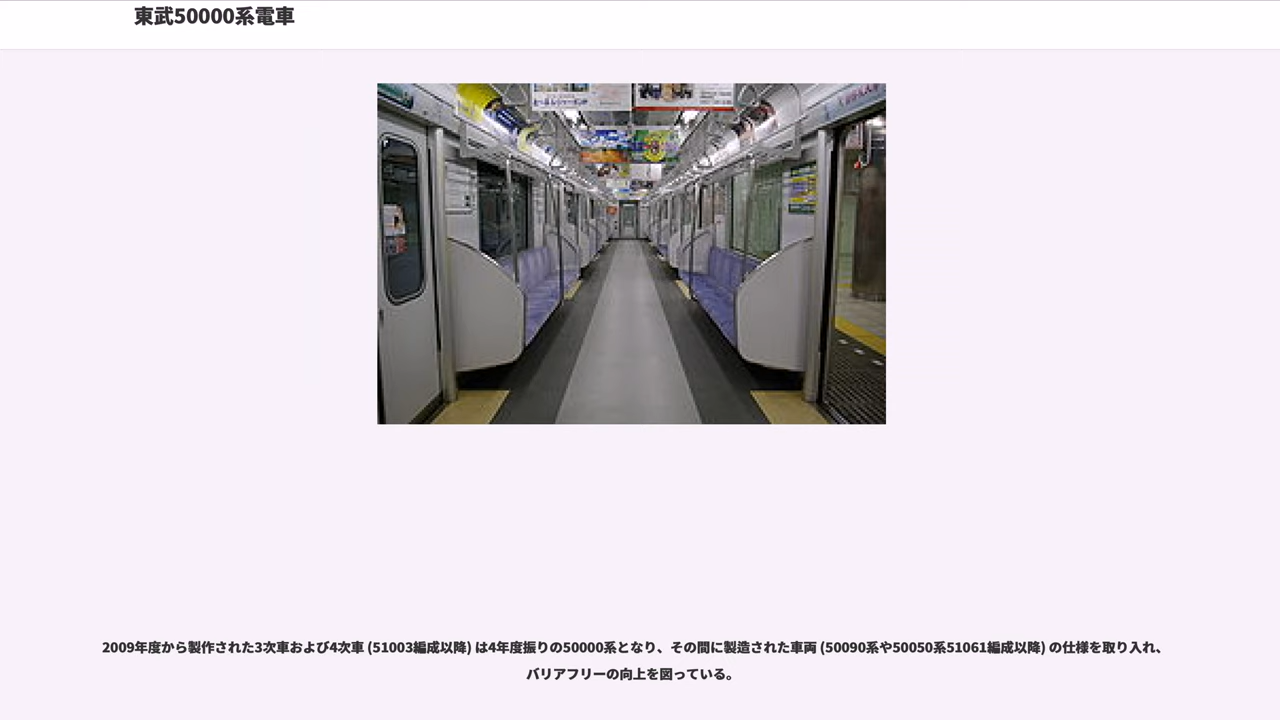 東武50000系電車
2009年度から製作された3次車および4次車 (51003編成以降) は4年度振りの50000系となり、その間に製造された車両 (50090系や50050系51061編成以降) の仕様を取り入れ、
バリアフリーの向上を図っている。